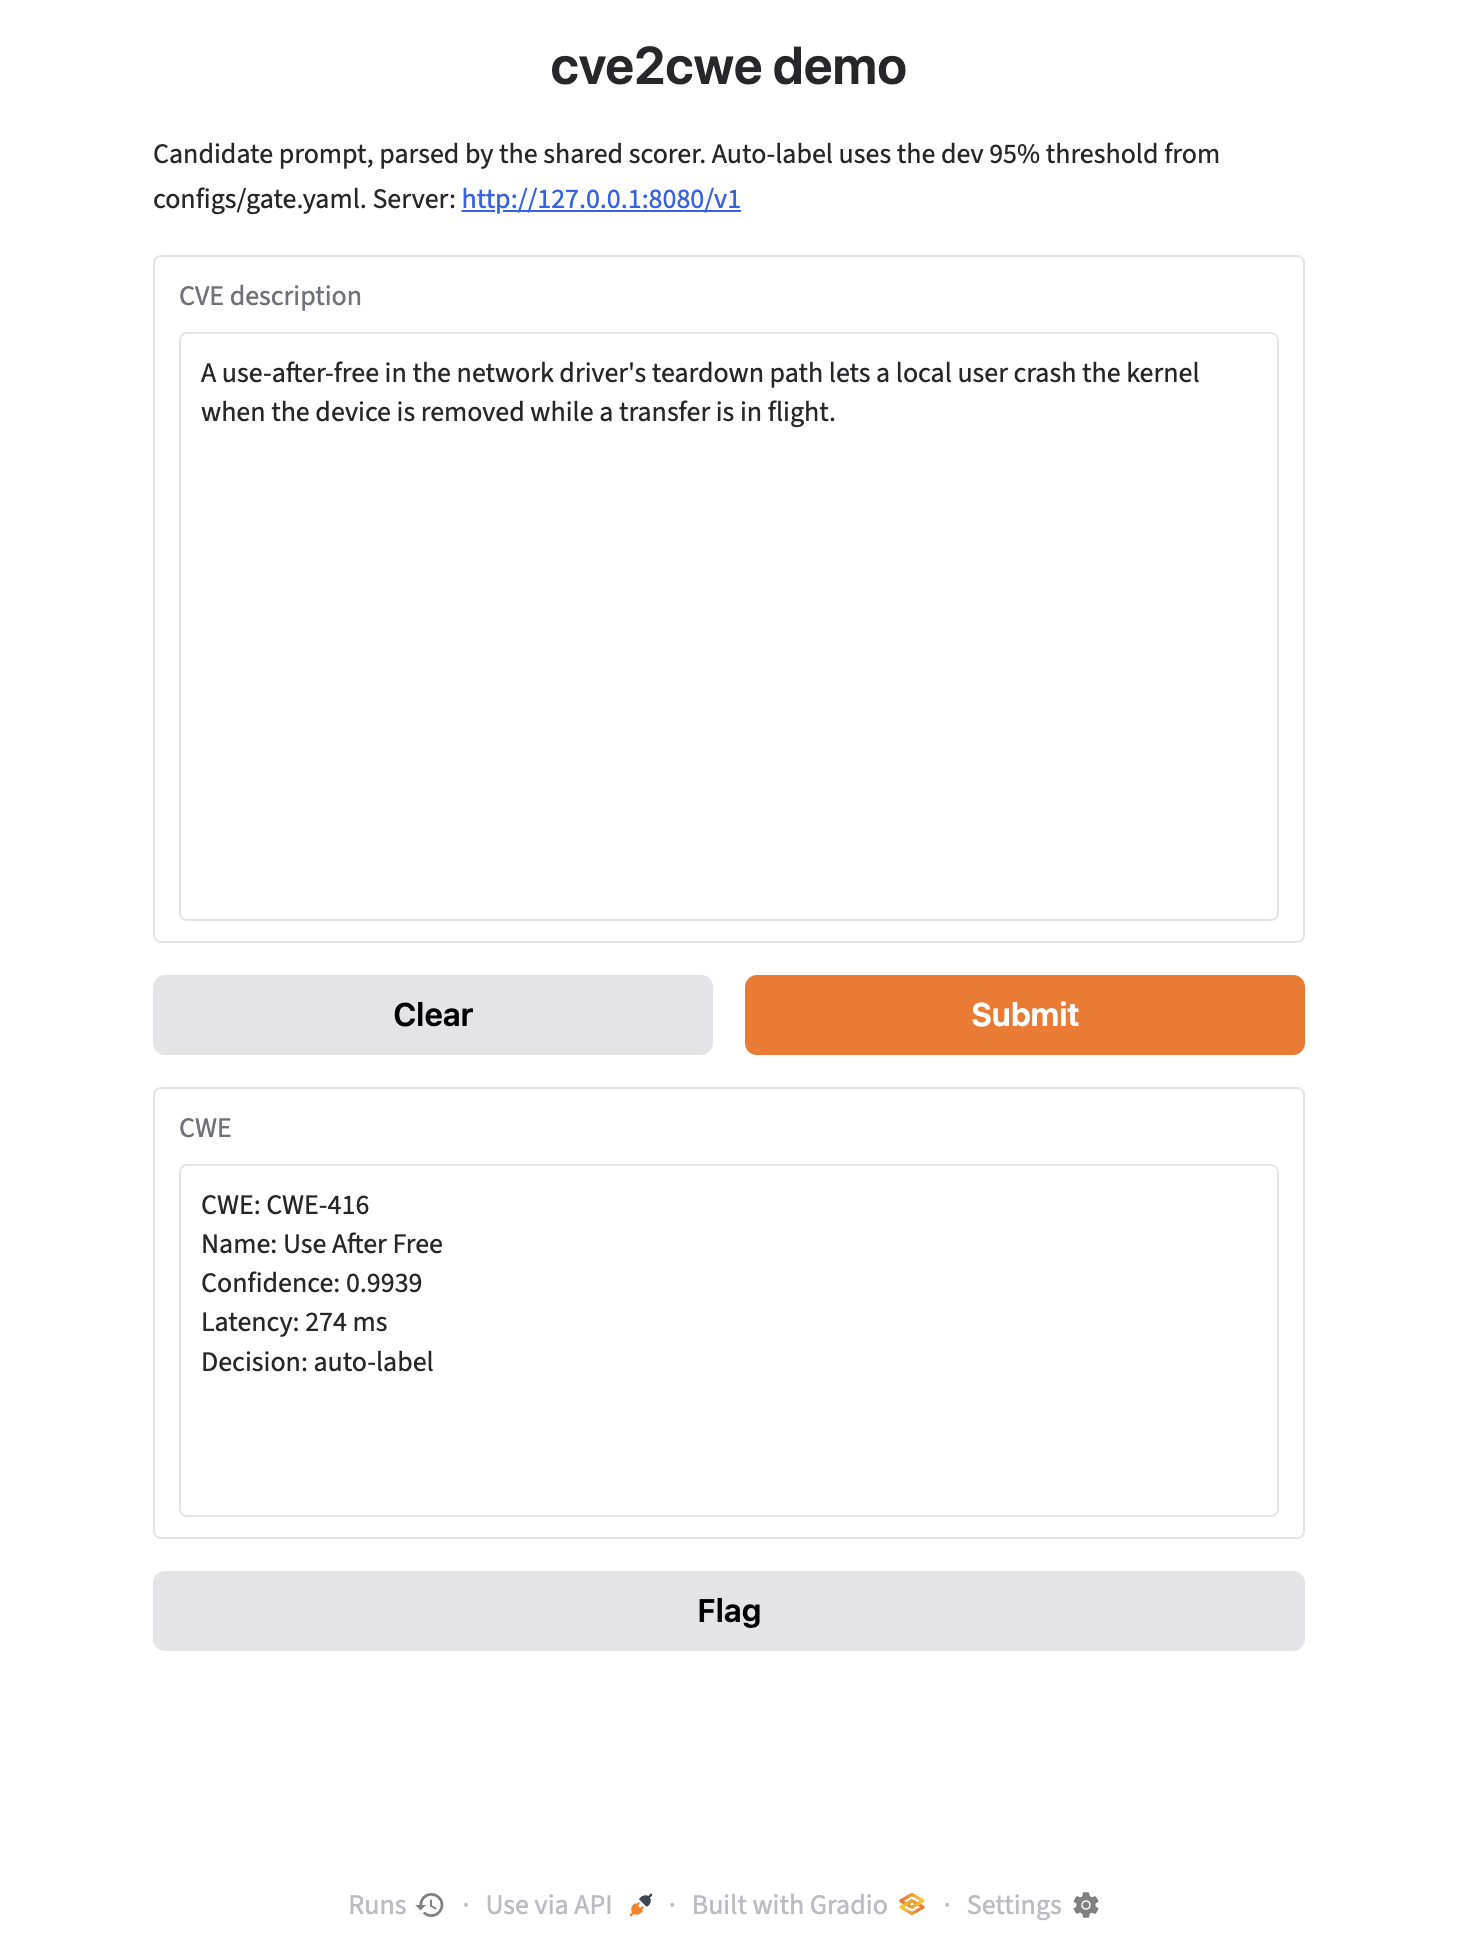 cve2cwe demo
Candidate prompt, parsed by the shared scorer. Auto-label uses the dev 95% threshold from
configs/gate.yaml. Server: http://127.0.0.1:8080/v1
CVE description
A use-after-free in the network driver's teardown path lets a local user crash the kernel
when the device is removed while a transfer is in flight.
Clear
Submit
CWE
CWE: CWE-416
Name: Use After Free
Confidence: 0.9939
Latency: 274 ms
Decision: auto-label
Flag
Runs · Use via API · Built with Gradio · Settings